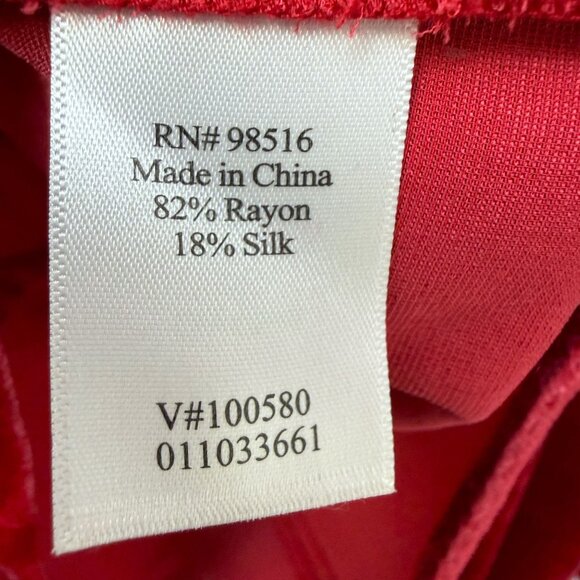 RN# 98516
Made in China
82% Rayon
18% Silk
V#100580
011033661